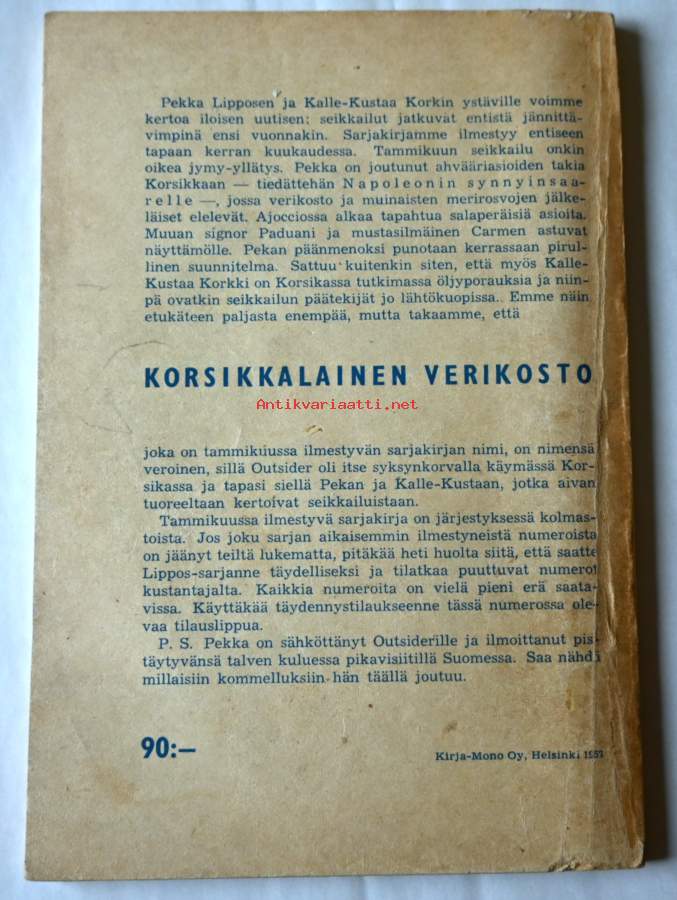 Pekka Lipposen ja Kalle-Kustaa Korkin ystäville voimme
kertoa iloisen uutisen: seikkailut jatkuvat entistä jännittä-
vimpinä ensi vuonnakin. Sarjakirjamme ilmestyy entiseen
tapaan kerran kuukaudessa. Tammikuun seikkailu onkin
oikea jymy-yllätys. Pekka on joutunut ahvääriasioiden takia
Korsikkaan — tiedättehän Napoleonin synnyinsaa-
relle —, jossa verikosto ja muinaisten merirosvojen jälke-
läiset elelevät. Ajocciossa alkaa tapahtua salaperäisiä asioita.
Muuan signor Paduani ja mustasilmäinen Carmen astuvat
näyttämölle. Pekan päänmenoksi punotaan kerrassaan pirul-
linen suunnitelma. Sattuu kuitenkin siten, että myös Kalle-
Kustaa Korkki on Korsikassa tutkimassa öljyporauksia ja niin-
pä ovatkin seikkailun päätekijät jo lähtökuopissa.. Emme näin
etukäteen paljasta enempää, mutta takaamme, että
KORSIKKALAINEN VERIKOSTO
Antikvariaatti.net
joka on tammikuussa ilmestyvän sarjakirjan nimi, on nimensä
veroinen, sillä Outsider oli itse syksynkorvalla käymässä Kor-
sikassa ja tapasi siellä Pekan ja Kalle-Kustaan, jotka aivan
tuoreeltaan kertoivat seikkailuistaan.
Tammikuussa ilmestyvä sarjakirja on järjestyksessä kolmas-
toista. Jos joku sarjan aikaisemmin ilmestyneistä numeroista
on jäänyt teiltä lukematta, pitäkää heti huolta siitä, että saatte
Lippos-sarjanne täydelliseksi ja tilatkaa puuttuvat numerot
kustantajalta. Kaikkia numeroita on vielä pieni erä saata-
vissa. Käyttäkää täydennystilaukseenne tässä numerossa ole-
vaa tilauslippua.
P. S. Pekka on sähköttänyt Outsiderille ja ilmoittanut pis-
täytyvänsä talven kuluessa pikavisiitillä Suomessa. Saa nähdä
millaisiin kommelluksiin hän täällä joutuu.
90:—
Kirja-Mono Oy, Helsinki